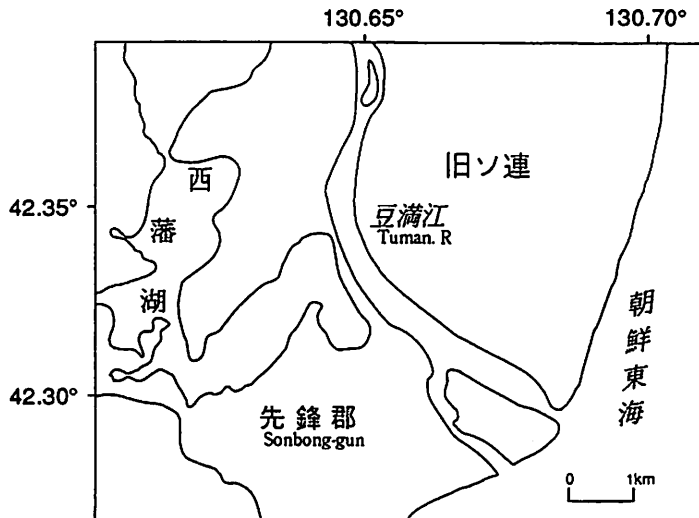 130.65°
130.70°
旧ソ連
42.35°
豆満江
Tuman. R
西藩湖
朝鮮東海
42.30°
先鋒郡
Sonbong-gun
0 1km